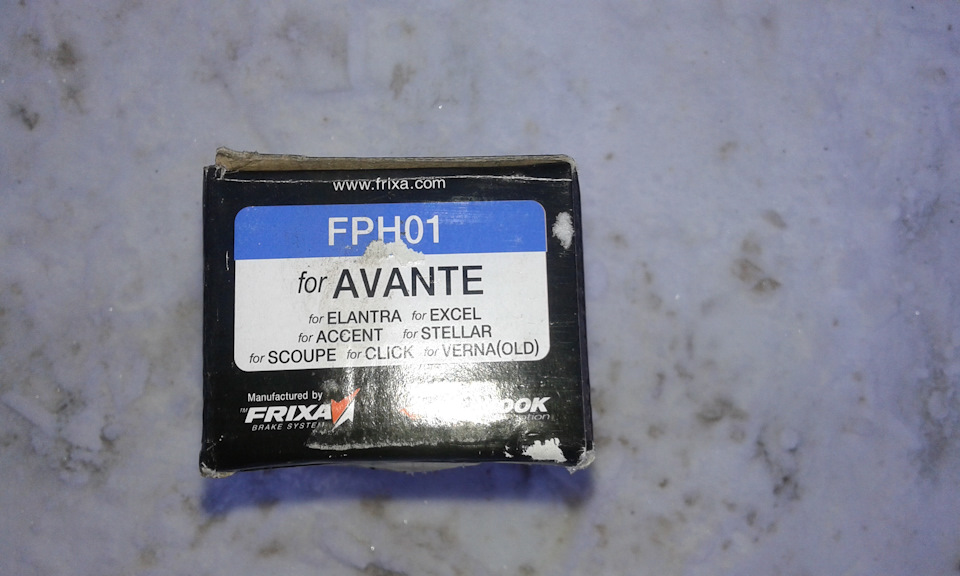 www.frixa.com
FPH01
for AVANTE
for ELANTRA for EXCEL
for ACCENT for STELLAR
for SCOUPE for CLICK for VERNA(OLD)
Manufactured by
™FRIXA
BRAKE SYSTEM